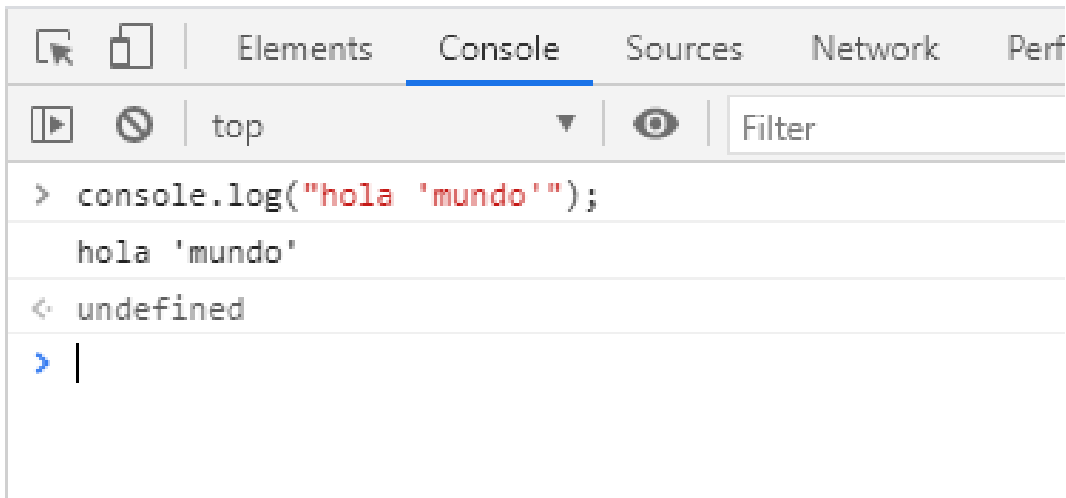 Elements Console Sources Network Perf
top ▼ Filter
> console.log("hola 'mundo'");
hola 'mundo'
undefined
>